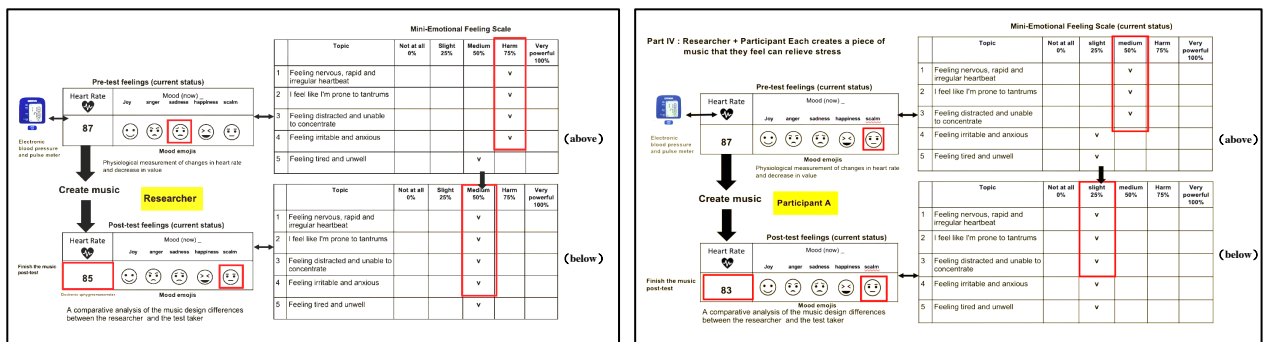 Mini-Emotional Feeling Scale
Topic Not at all 0% Slight 25% Medium 50% Harm 75% Very powerful 100%
1 Feeling nervous, rapid and irregular heartbeat v
2 I feel like I'm prone to tantrums v
3 Feeling distracted and unable to concentrate v
4 Feeling irritable and anxious v
5 Feeling tired and unwell v
(above)
Pre-test feelings (current status)
Heart Rate
87
Mood (now) _
Joy anger sadness happiness scalm
Mood emojis
Electronic
blood pressure
and pulse meter
Physiological measurement of changes in heart rate
and decrease in value
Create music
Researcher
Topic Not at all 0% Slight 25% Medium 50% Harm 75% Very powerful 100%
1 Feeling nervous, rapid and irregular heartbeat v
2 I feel like I'm prone to tantrums v
3 Feeling distracted and unable to concentrate v
4 Feeling irritable and anxious v
5 Feeling tired and unwell v
(below)
Post-test feelings (current status)
Heart Rate
85
Mood (now) _
Joy anger sadness happiness scalm
Finish the music
post-test
Mood emojis
A comparative analysis of the music design differences
between the researcher and the test taker
Part IV : Researcher + Participant Each creates a piece of
music that they feel can relieve stress
Mini-Emotional Feeling Scale (current status)
Topic Not at all 0% slight 25% medium 50% Harm 75% Very powerful 100%
1 Feeling nervous, rapid and irregular heartbeat v
2 I feel like I'm prone to tantrums v
3 Feeling distracted and unable to concentrate v
4 Feeling irritable and anxious v
5 Feeling tired and unwell v
(above)
Pre-test feelings (current status)
Heart Rate
87
Mood (now) _
Joy anger sadness happiness scalm
Mood emojis
Electronic
blood pressure
and pulse meter
Physiological measurement of changes in heart rate
and decrease in value
Create music
Participant A
Topic Not at all 0% slight 25% medium 50% Harm 75% Very powerful 100%
1 Feeling nervous, rapid and irregular heartbeat v
2 I feel like I'm prone to tantrums v
3 Feeling distracted and unable to concentrate v
4 Feeling irritable and anxious v
5 Feeling tired and unwell v
(below)
Post-test feelings (current status)
Heart Rate
83
Mood (now) _
Joy anger sadness happiness scalm
Finish the music
post-test
Mood emojis
A comparative analysis of the music design differences
between the researcher and the test taker